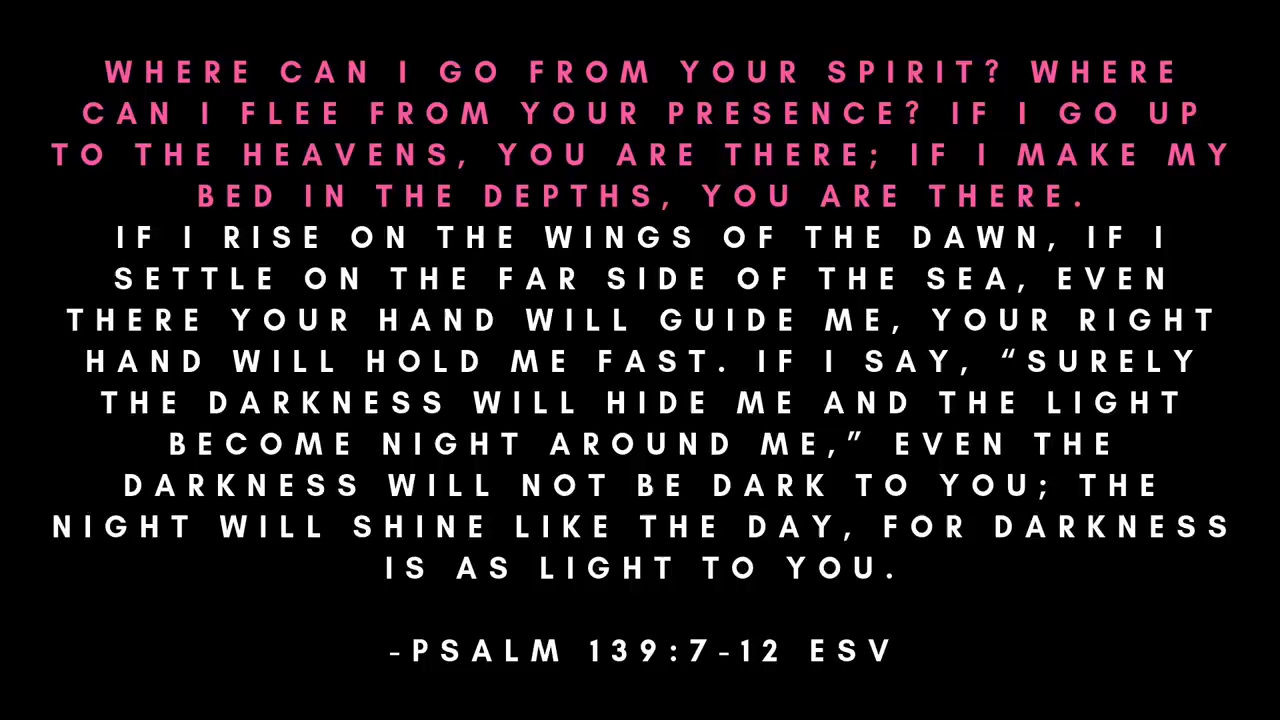 WHERE CAN I GO FROM YOUR SPIRIT? WHERE
CAN I FLEE FROM YOUR PRESENCE? IF I GO UP
TO THE HEAVENS, YOU ARE THERE; IF I MAKE MY
BED IN THE DEPTHS, YOU ARE THERE.
IF I RISE ON THE WINGS OF THE DAWN, IF I
SETTLE ON THE FAR SIDE OF THE SEA, EVEN
THERE YOUR HAND WILL GUIDE ME, YOUR RIGHT
HAND WILL HOLD ME FAST. IF I SAY, “SURELY
THE DARKNESS WILL HIDE ME AND THE LIGHT
BECOME NIGHT AROUND ME,” EVEN THE
DARKNESS WILL NOT BE DARK TO YOU; THE
NIGHT WILL SHINE LIKE THE DAY, FOR DARKNESS
IS AS LIGHT TO YOU.
-PSALM 139:7-12 ESV